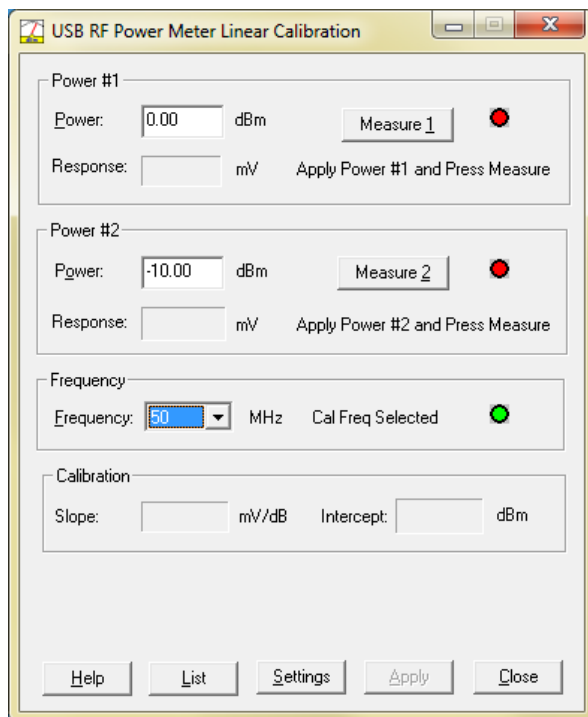 USB RF Power Meter Linear Calibration
Power #1
Power: 0.00 dBm Measure 1
Response: mV Apply Power #1 and Press Measure
Power #2
Power: -10.00 dBm Measure 2
Response: mV Apply Power #2 and Press Measure
Frequency
Frequency: 50 MHz Cal Freq Selected
Calibration
Slope: mV/dB Intercept: dBm
Help List Settings Apply Close